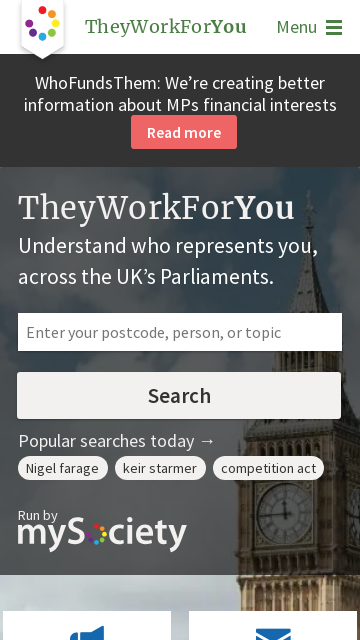 TheyWorkForYou
Menu
WhoFundsThem: We’re creating better
information about MPs financial interests
Read more
TheyWorkForYou
Understand who represents you,
across the UK’s Parliaments.
Enter your postcode, person, or topic
Search
Popular searches today →
Nigel farage
keir starmer
competition act
Run by
mySociety